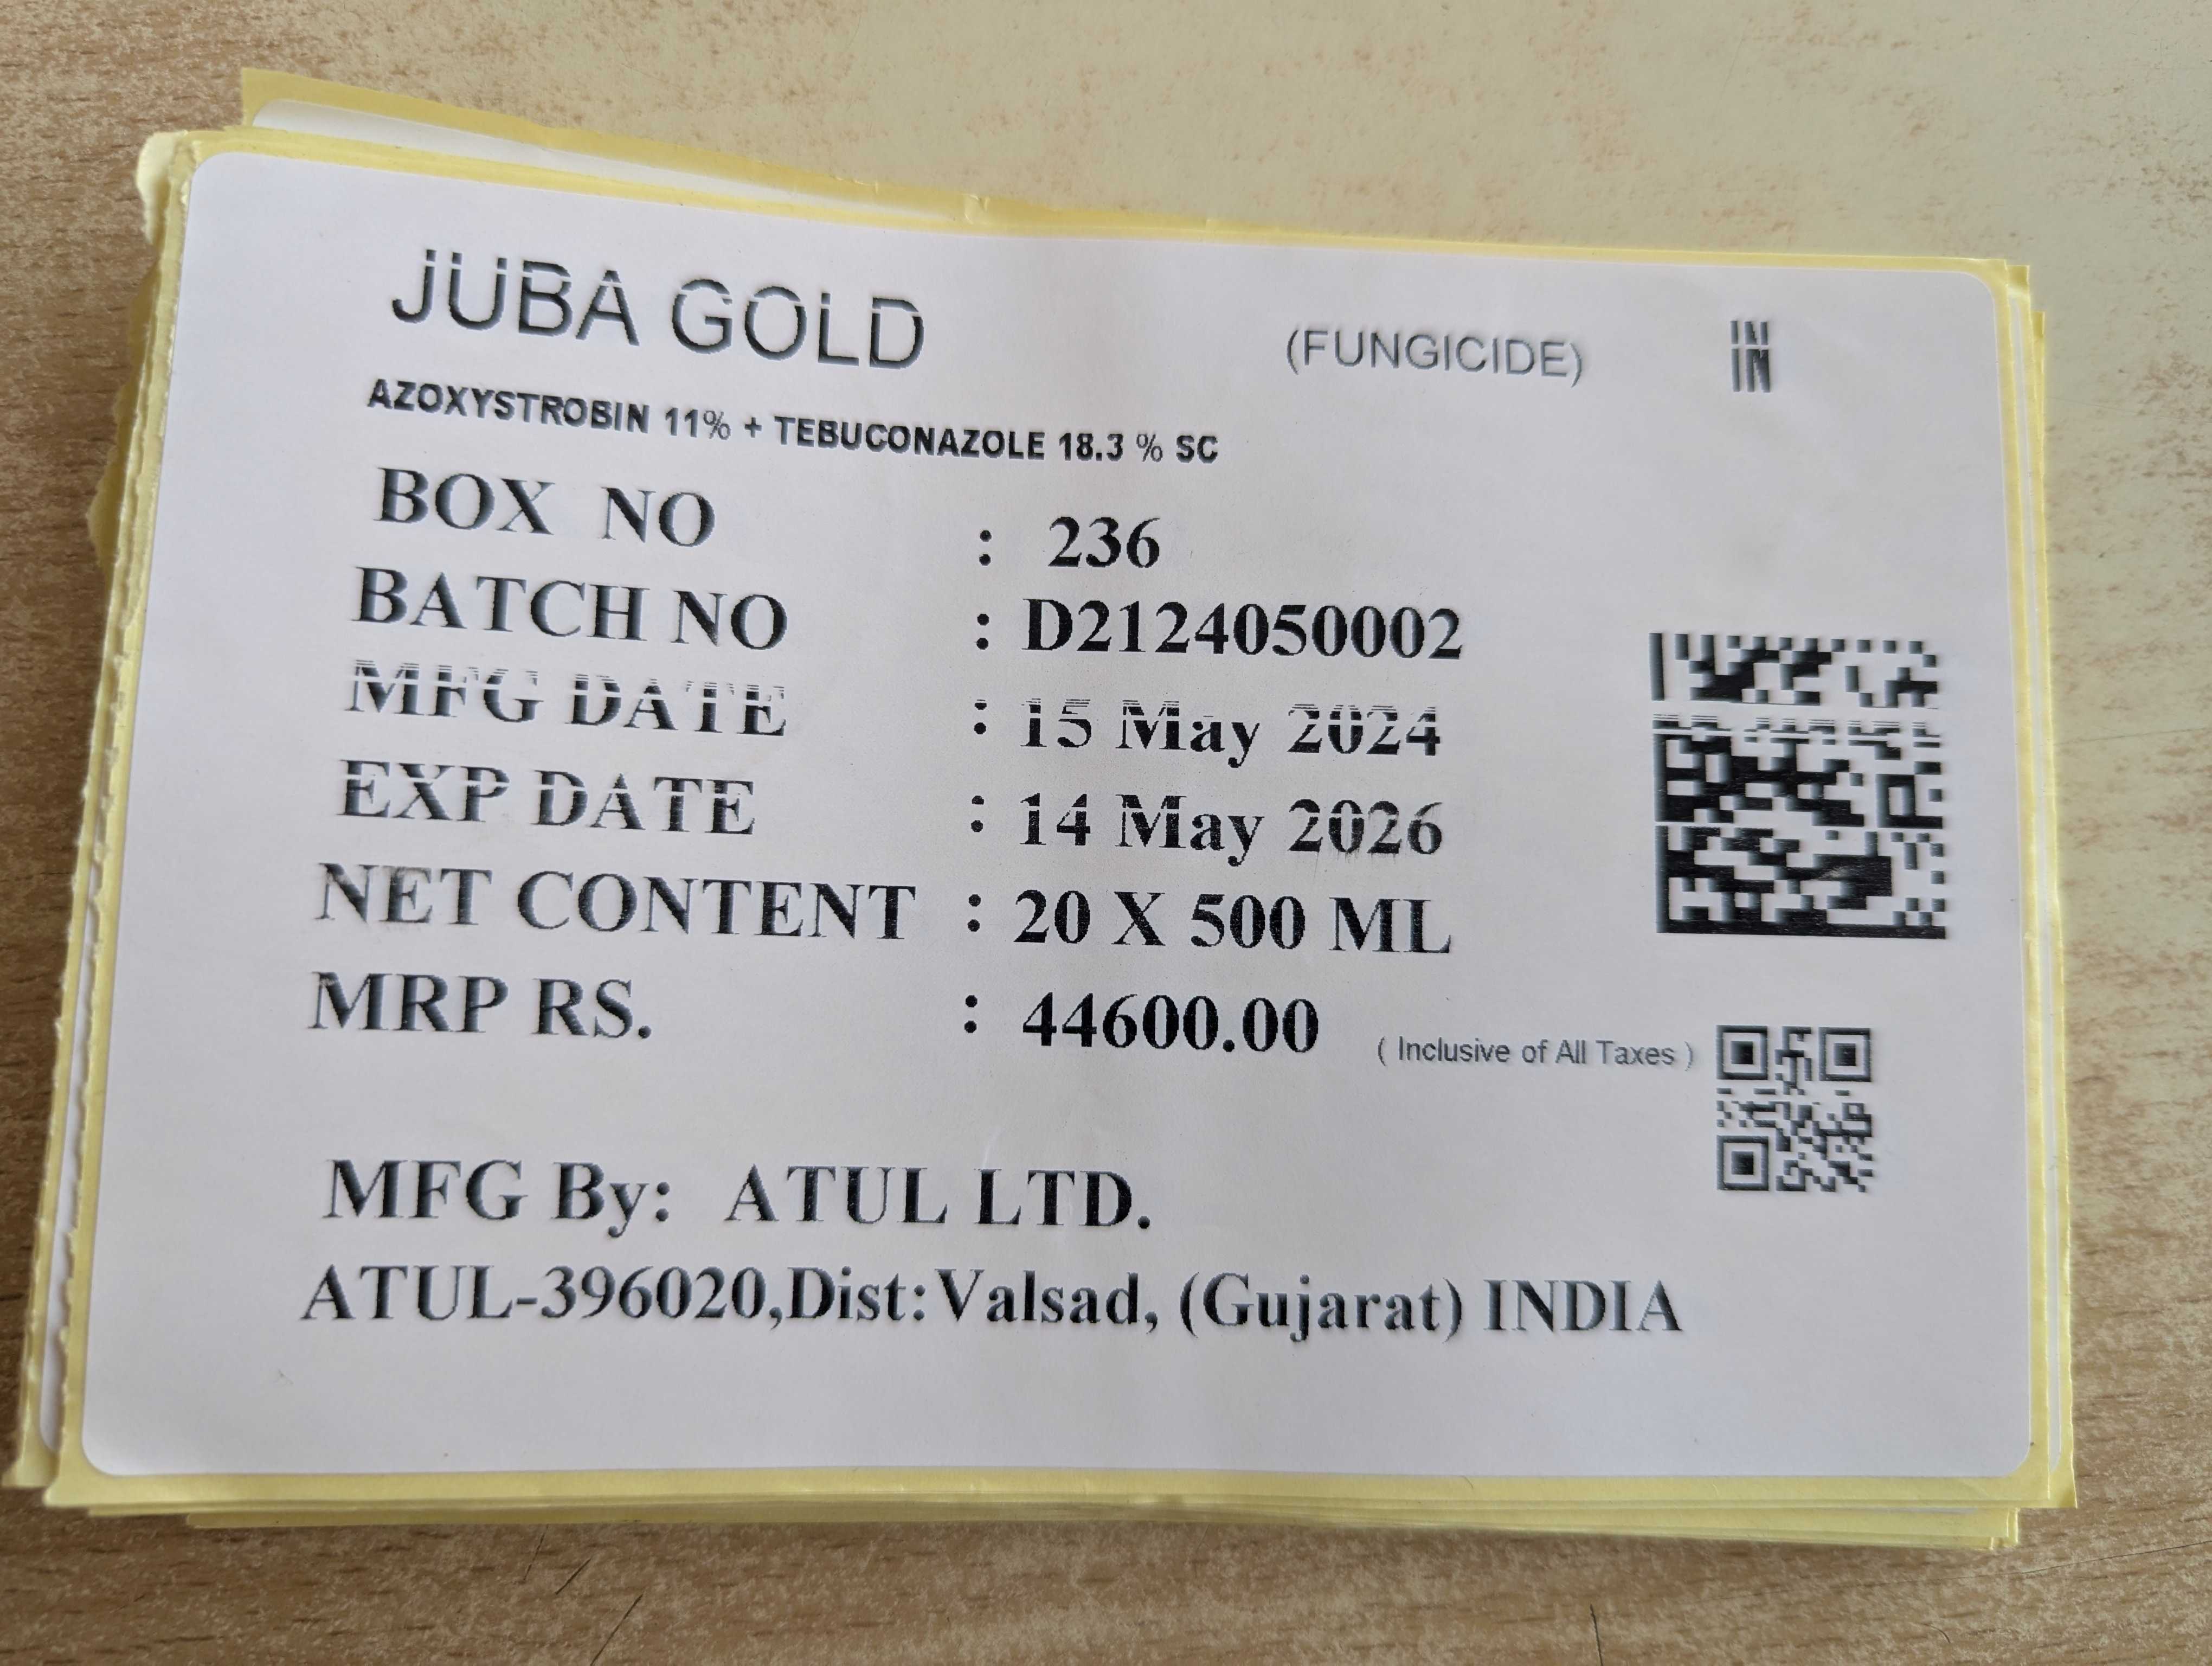 JUBA GOLD (FUNGICIDE) IN
AZOXYSTROBIN 11% + TEBUCONAZOLE 18.3 % SC
BOX NO : 236
BATCH NO : D2124050002
MFG DATE : 15 May 2024
EXP DATE : 14 May 2026
NET CONTENT : 20 X 500 ML
MRP RS. : 44600.00 ( Inclusive of All Taxes )
MFG By: ATUL LTD.
ATUL-396020,Dist:Valsad, (Gujarat) INDIA